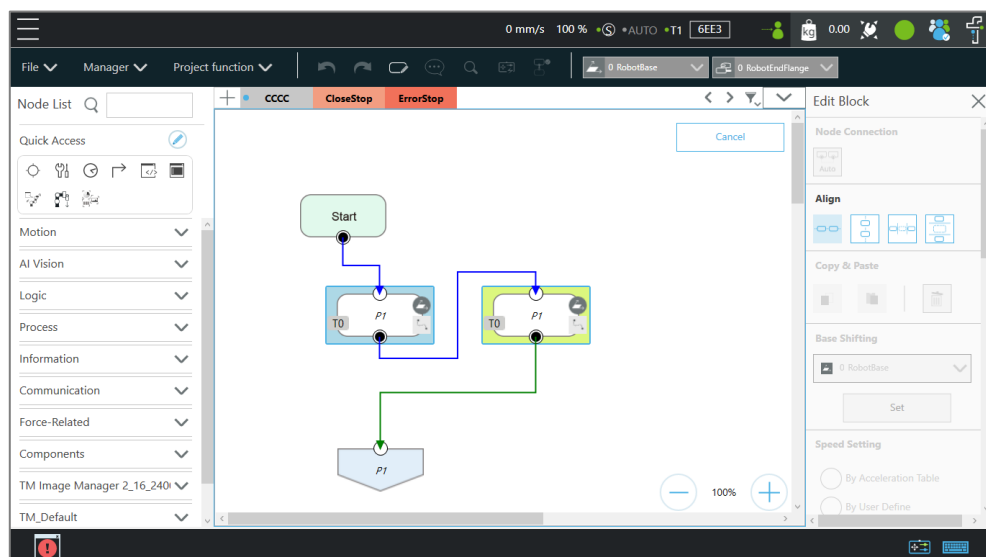 0 mm/s 100 % S AUTO T1 6EE3 kg 0.00
File Manager Project function 0 RobotBase 0 RobotEndFlange
Node List
CCCC CloseStop ErrorStop
Edit Block
Quick Access
Cancel
Node Connection
Auto
Align
Start
Motion
AI Vision
Copy & Paste
Logic
P1 T0
P1 T0
Process
Base Shifting
Information
0 RobotBase
Communication
Set
Force-Related
Speed Setting
Components
P1
By Acceleration Table
TM Image Manager 2_16_240
100%
By User Define
TM_Default